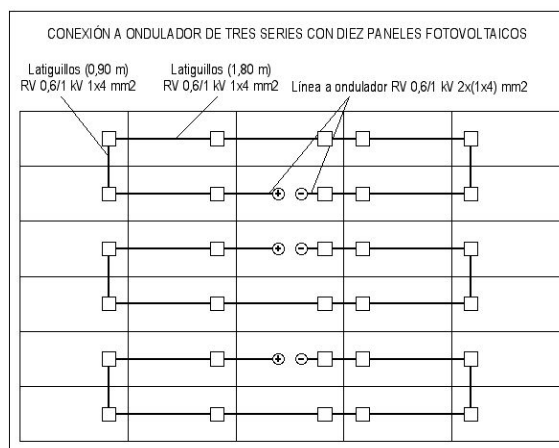 CONEXIÓN A ONDULADOR DE TRES SERIES CON DIEZ PANELES FOTOVOLTAICOS
Latiguillos (0,90 m)
RV 0,6/1 kV 1x4 mm2
Latiguillos (1,80 m)
RV 0,6/1 kV 1x4 mm2
Línea a ondulador RV 0,6/1 kV 2x(1x4) mm2
+ −
+ −
+ −